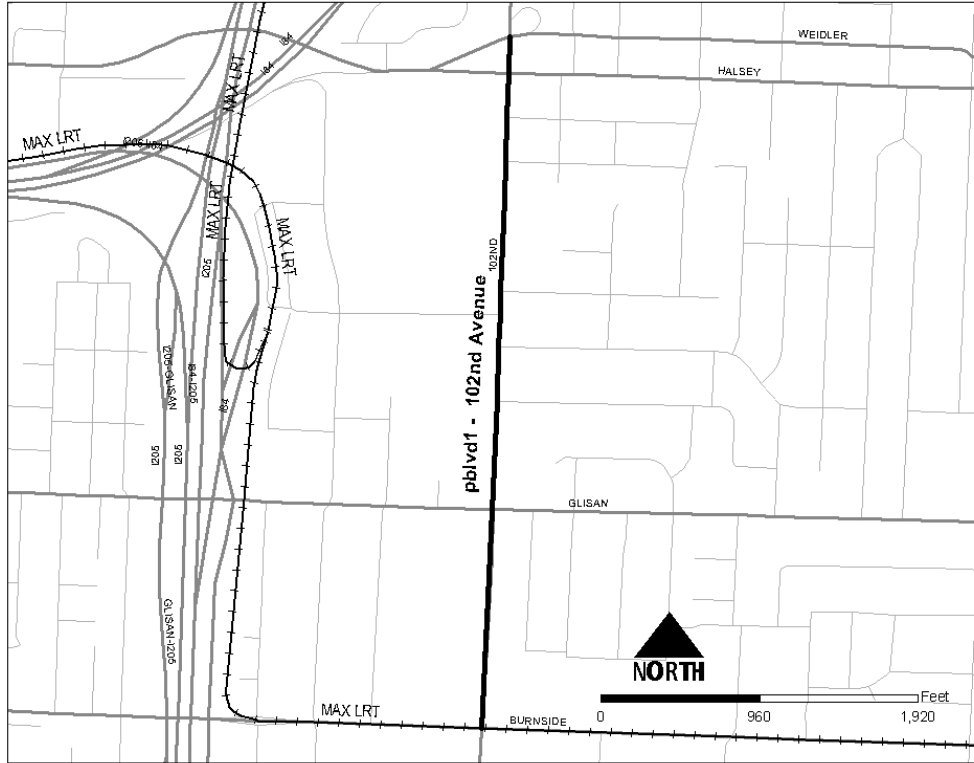 WEIDLER
I84
HALSEY
I84
MAX LRT
MAX LRT
MAX LRT
MAX LRT
102ND
I205
pblvd1 - 102nd Avenue
I205-GLISAN
I84-I205
I84
I205
I205
GLISAN
GLISAN-I205
NORTH
Feet
0 960 1,920
MAX LRT
BURNSIDE